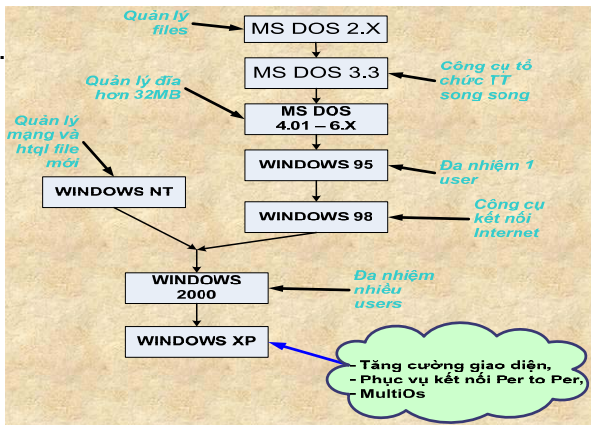 Quản lý
files
MS DOS 2.X
MS DOS 3.3
Công cụ tổ
chức TT
song song
Quản lý đĩa
hơn 32MB
MS DOS
4.01 – 6.X
Quản lý
mạng và
htql file
mới
WINDOWS 95
Đa nhiệm 1
user
WINDOWS NT
WINDOWS 98
Công cụ
kết nối
Internet
WINDOWS
2000
Đa nhiệm
nhiều
users
WINDOWS XP
- Tăng cường giao diện,
- Phục vụ kết nối Per to Per,
- MultiOs